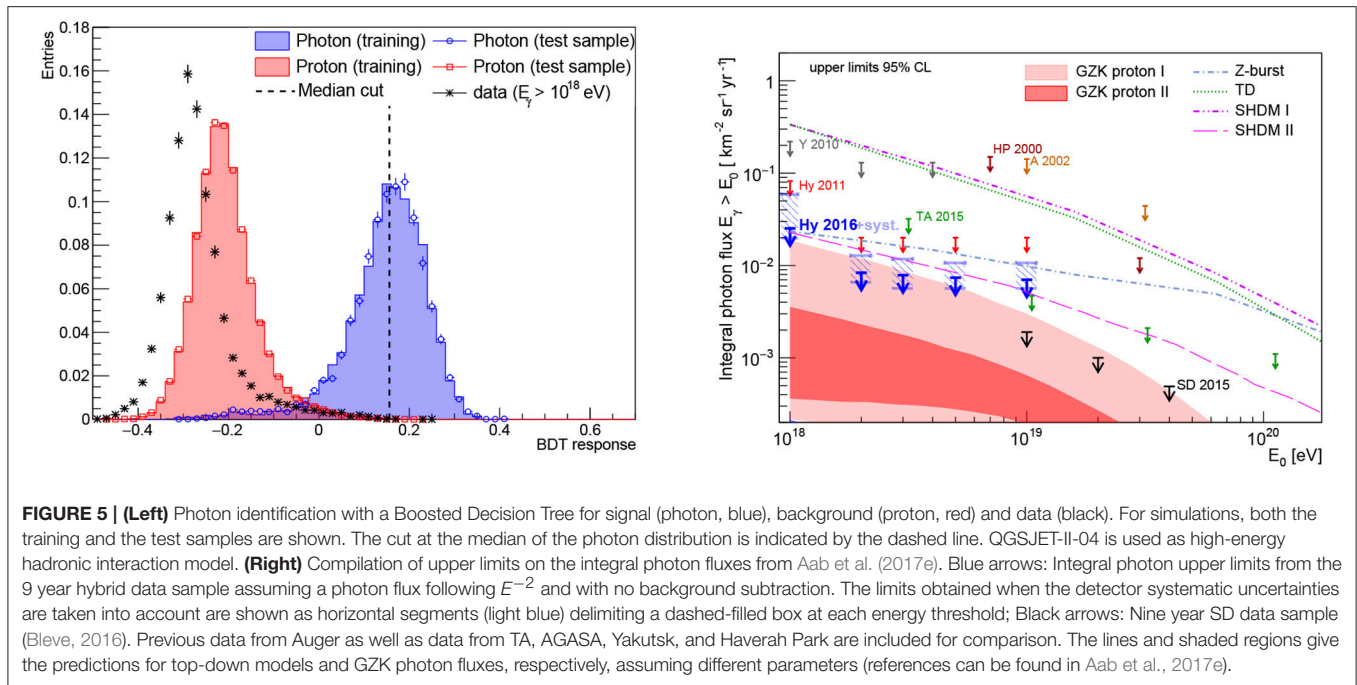 Entries
0.18
0.16
0.14
0.12
0.1
0.08
0.06
0.04
0.02
0
−0.4
−0.2
0
0.2
0.4
0.6
BDT response
Photon (training)
Photon (test sample)
Proton (training)
Proton (test sample)
Median cut
data (Eγ > 10^18 eV)
Integral photon flux Eγ > E0 [ km^-2 sr^-1 yr^-1]
1
10^-1
10^-2
10^-3
10^18
10^19
10^20
E0 [eV]
upper limits 95% CL
GZK proton I
GZK proton II
Z-burst
TD
SHDM I
SHDM II
Y 2010
HP 2000
A 2002
Hy 2011
Hy 2016+syst.
TA 2015
SD 2015
FIGURE 5 | (Left) Photon identification with a Boosted Decision Tree for signal (photon, blue), background (proton, red) and data (black). For simulations, both the
training and the test samples are shown. The cut at the median of the photon distribution is indicated by the dashed line. QGSJET-II-04 is used as high-energy
hadronic interaction model. (Right) Compilation of upper limits on the integral photon fluxes from Aab et al. (2017e). Blue arrows: Integral photon upper limits from the
9 year hybrid data sample assuming a photon flux following E^−2 and with no background subtraction. The limits obtained when the detector systematic uncertainties
are taken into account are shown as horizontal segments (light blue) delimiting a dashed-filled box at each energy threshold; Black arrows: Nine year SD data sample
(Bleve, 2016). Previous data from Auger as well as data from TA, AGASA, Yakutsk, and Haverah Park are included for comparison. The lines and shaded regions give
the predictions for top-down models and GZK photon fluxes, respectively, assuming different parameters (references can be found in Aab et al., 2017e).